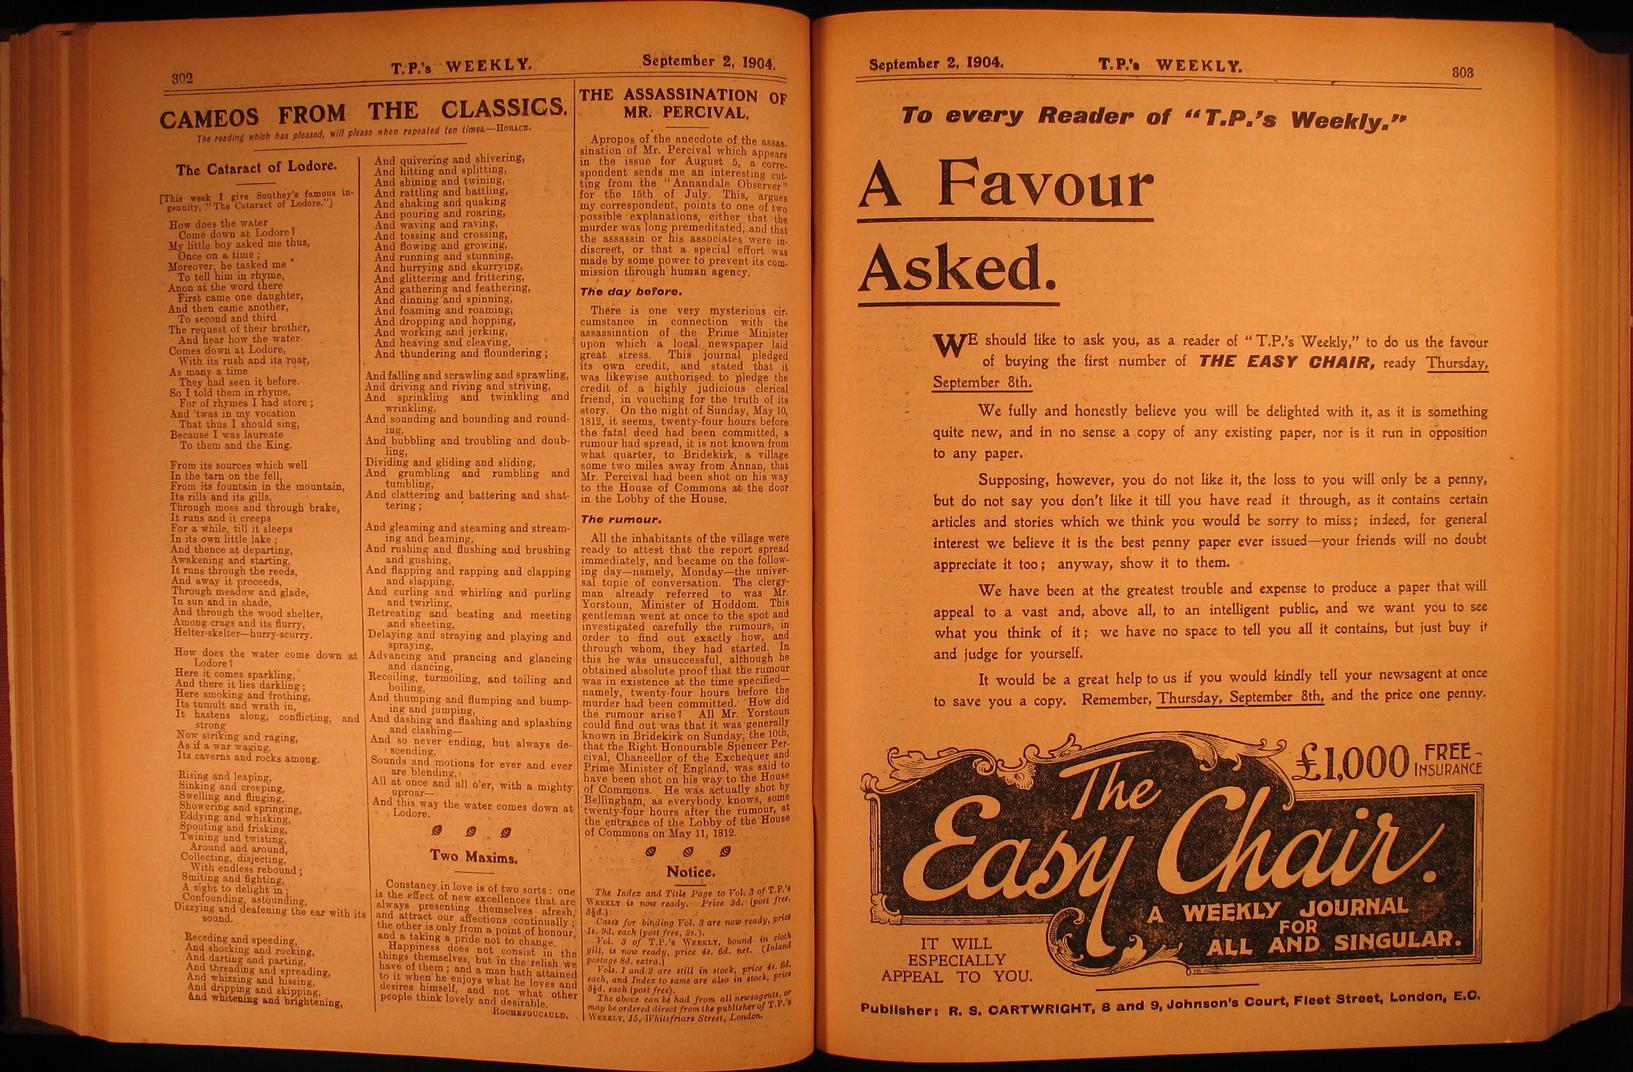 302
T.P.'s WEEKLY.
September 2, 1904.
CAMEOS FROM THE CLASSICS.
The reading which has pleased, will please when repeated ten times.—HORACE.
The Cataract of Lodore.
[This week I give Southey's famous in-
genuity, "The Cataract of Lodore."]
How does the water
Come down at Lodore?
My little boy asked me thus,
Once on a time;
Moreover, he tasked me
To tell him in rhyme,
Anon at the word there
First came one daughter,
And then came another,
To second and third
The request of their brother,
And hear how the water
Comes down at Lodore,
With its rush and its roar,
As many a time
They had seen it before.
So I told them in rhyme,
For of rhymes I had store;
And 'twas in my vocation
That thus I should sing,
Because I was laureate
To them and the King.
From its sources which well
In the tarn on the fell,
From its fountain in the mountain,
Its rills and its gills,
Through moss and through brake,
It runs and it creeps
For a while, till it sleeps
In its own little lake;
And thence at departing,
Awakening and starting,
It runs through the reeds,
And away it proceeds,
Through meadow and glade,
In sun and in shade,
And through the wood shelter,
Among crags and its flurry,
Helter-skelter—hurry-scurry.
How does the water come down at
Lodore?
Here it comes sparkling,
And there it lies darkling;
Here smoking and frothing,
Its tumult and wrath in,
It hastens along, conflicting, and
strong
Now striking and raging,
As if a war waging,
Its caverns and rocks among.
Rising and leaping,
Sinking and creeping,
Swelling and flinging,
Showering and springing,
Eddying and whisking,
Spouting and frisking,
Twining and twisting,
Around and around,
Collecting, disjecting,
With endless rebound;
Smiting and fighting,
A sight to delight in;
Confounding, astounding,
Dizzying and deafening the ear with its
sound.
Receding and speeding,
And shocking and rocking,
And darting and parting,
And threading and spreading,
And whizzing and hissing,
And dripping and skipping,
And whitening and brightening,
And quivering and shivering,
And hitting and splitting,
And shining and twining,
And rattling and battling,
And shaking and quaking
And pouring and roaring,
And waving and raving,
And tossing and crossing,
And flowing and growing,
And running and stunning,
And hurrying and skurrying,
And glittering and frittering,
And gathering and feathering,
And dinning and spinning,
And foaming and roaming,
And dropping and hopping,
And working and jerking,
And heaving and cleaving,
And thundering and floundering;
And falling and scrawling and sprawling,
And driving and riving and striving,
And sprinkling and twinkling and
wrinkling,
And sounding and bounding and round-
ing,
And bubbling and troubling and doub-
ling,
Dividing and gliding and sliding,
And grumbling and rumbling and
tumbling,
And clattering and battering and shat-
tering;
And gleaming and steaming and stream-
ing and beaming,
And rushing and flushing and brushing
and gushing,
And flapping and rapping and clapping
and slapping,
And curling and whirling and purling
and twirling,
Retreating and beating and meeting
and sheeting,
Delaying and straying and playing and
spraying,
Advancing and prancing and glancing
and dancing,
Recoiling, turmoiling, and toiling and
boiling,
And thumping and flumping and bump-
ing and jumping,
And dashing and flashing and splashing
and clashing—
And so never ending, but always de-
scending,
Sounds and motions for ever and ever
are blending,
All at once and all o'er, with a mighty
uproar—
And this way the water comes down at
Lodore.
Two Maxims.
Constancy in love is of two sorts: one
is the effect of new excellences that are
always presenting themselves afresh,
and attract our affections continually;
the other is only from a point of honour,
and a taking a pride not to change.
Happiness does not consist in the
things themselves, but in the relish we
have of them; and a man hath attained
to it when he enjoys what he loves and
desires himself, and not what other
people think lovely and desirable.
ROCHEFOUCAULD.
THE ASSASSINATION OF
MR. PERCIVAL.
Apropos of the anecdote of the assas-
sination of Mr. Percival which appears
in the issue for August 5, a corre-
spondent sends me an interesting cut-
ting from the "Annandale Observer"
for the 15th of July. This, argues
my correspondent, points to one of two
possible explanations, either that the
murder was long premeditated, and that
the assassin or his associates were in-
discreet, or that a special effort was
made by some power to prevent its com-
mission through human agency.
The day before.
There is one very mysterious cir-
cumstance in connection with the
assassination of the Prime Minister
upon which a local newspaper laid
great stress. This journal pledged
its own credit, and stated that it
was likewise authorised to pledge the
credit of a highly judicious clerical
friend, in vouching for the truth of its
story. On the night of Sunday, May 10,
1812, it seems, twenty-four hours before
the fatal deed had been committed, a
rumour had spread, it is not known from
what quarter, to Bridekirk, a village
some two miles away from Annan, that
Mr. Percival had been shot on his way
to the House of Commons at the door
in the Lobby of the House.
The rumour.
All the inhabitants of the village were
ready to attest that the report spread
immediately, and became on the follow-
ing day—namely, Monday—the univer-
sal topic of conversation. The clergy-
man already referred to was Mr.
Yorstoun, Minister of Hoddom. This
gentleman went at once to the spot and
investigated carefully the rumours, in
order to find out exactly how, and
through whom, they had started. In
this he was unsuccessful, although he
obtained absolute proof that the rumour
was in existence at the time specified—
namely, twenty-four hours before the
murder had been committed. How did
the rumour arise? All Mr. Yorstoun
could find out was that it was generally
known in Bridekirk on Sunday, the 10th,
that the Right Honourable Spencer Per-
cival, Chancellor of the Exchequer and
Prime Minister of England, was said to
have been shot on his way to the House
of Commons. He was actually shot by
Bellingham, as everybody knows, some
twenty-four hours after the rumour, at
the entrance of the Lobby of the House
of Commons on May 11, 1812.
Notice.
The Index and Title Page to Vol. 3 of T.P.'s
WEEKLY is now ready. Price 3d. (post free,
3½d.)
Cases for binding Vol. 3 are now ready, price
1s. 9d. each (post free, 2s.).
Vol. 3 of T.P.'s WEEKLY, bound in cloth
gilt, is now ready, price 4s. 6d. net. (Inland
postage 8d. extra.)
Vols. 1 and 2 are still in stock, price 4s. 6d.
each, and Index to same are also in stock, price
3½d. each (post free).
The above can be had from all newsagents, or
may be ordered direct from the publisher of T.P.'s
WEEKLY, 15, Whitefriars Street, London.
September 2, 1904.
T.P.'s WEEKLY.
303
To every Reader of "T.P.'s Weekly."
A Favour
Asked.
WE should like to ask you, as a reader of "T.P.'s Weekly," to do us the favour
of buying the first number of THE EASY CHAIR, ready Thursday,
September 8th.
We fully and honestly believe you will be delighted with it, as it is something
quite new, and in no sense a copy of any existing paper, nor is it run in opposition
to any paper.
Supposing, however, you do not like it, the loss to you will only be a penny,
but do not say you don't like it till you have read it through, as it contains certain
articles and stories which we think you would be sorry to miss; indeed, for general
interest we believe it is the best penny paper ever issued—your friends will no doubt
appreciate it too; anyway, show it to them.
We have been at the greatest trouble and expense to produce a paper that will
appeal to a vast and, above all, to an intelligent public, and we want you to see
what you think of it; we have no space to tell you all it contains, but just buy it
and judge for yourself.
It would be a great help to us if you would kindly tell your newsagent at once
to save you a copy. Remember, Thursday, September 8th, and the price one penny.
£1,000 FREE-
INSURANCE
The
Easy Chair.
A WEEKLY JOURNAL
FOR
ALL AND SINGULAR.
IT WILL
ESPECIALLY
APPEAL TO YOU.
Publisher: R. S. CARTWRIGHT, 8 and 9, Johnson's Court, Fleet Street, London, E.C.